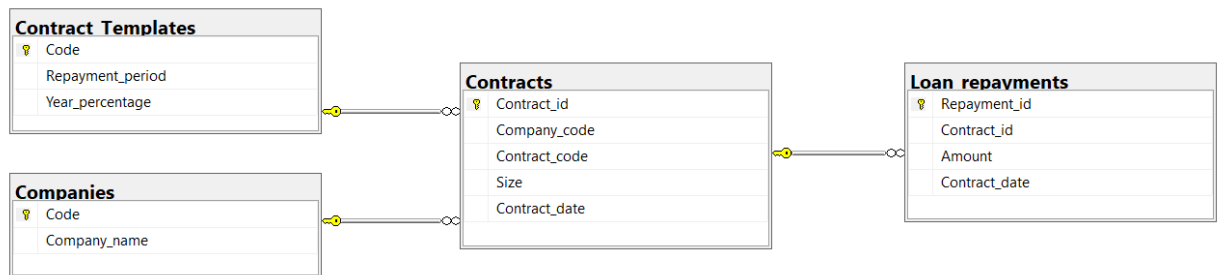 Contract_Templates
Code
Repayment_period
Year_percentage
Companies
Code
Company_name
Contracts
Contract_id
Company_code
Contract_code
Size
Contract_date
Loan_repayments
Repayment_id
Contract_id
Amount
Contract_date